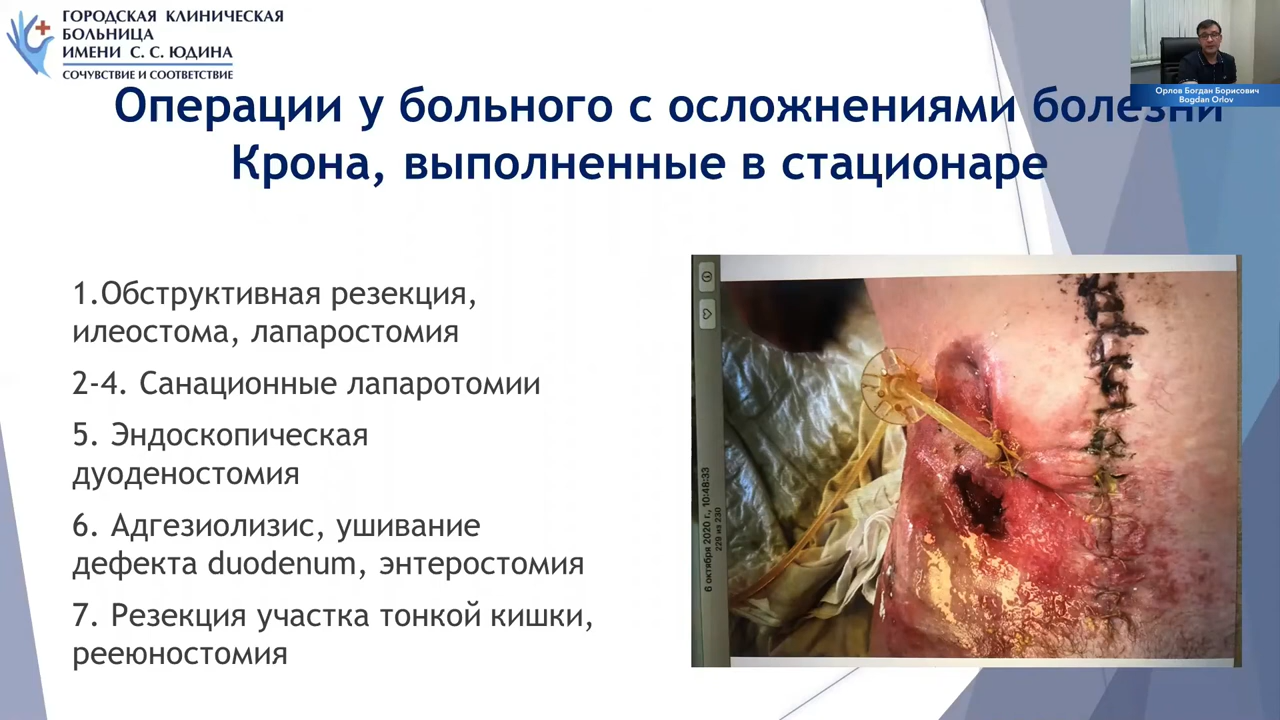 ГОРОДСКАЯ КЛИНИЧЕСКАЯ
БОЛЬНИЦА
ИМЕНИ С. С. ЮДИНА
СОЧУВСТВИЕ И СООТВЕТСТВИЕ
Орлов Богдан Борисович
Bogdan Orlov
Операции у больного с осложнениями болезни
Крона, выполненные в стационаре
1.Обструктивная резекция,
илеостома, лапаростомия
2-4. Санационные лапаротомии
5. Эндоскопическая
дуоденостомия
6. Адгезиолизис, ушивание
дефекта duodenum, энтеростомия
7. Резекция участка тонкой кишки,
рееюностомия
6 октября 2020 г., 10:48:33
229 из 230